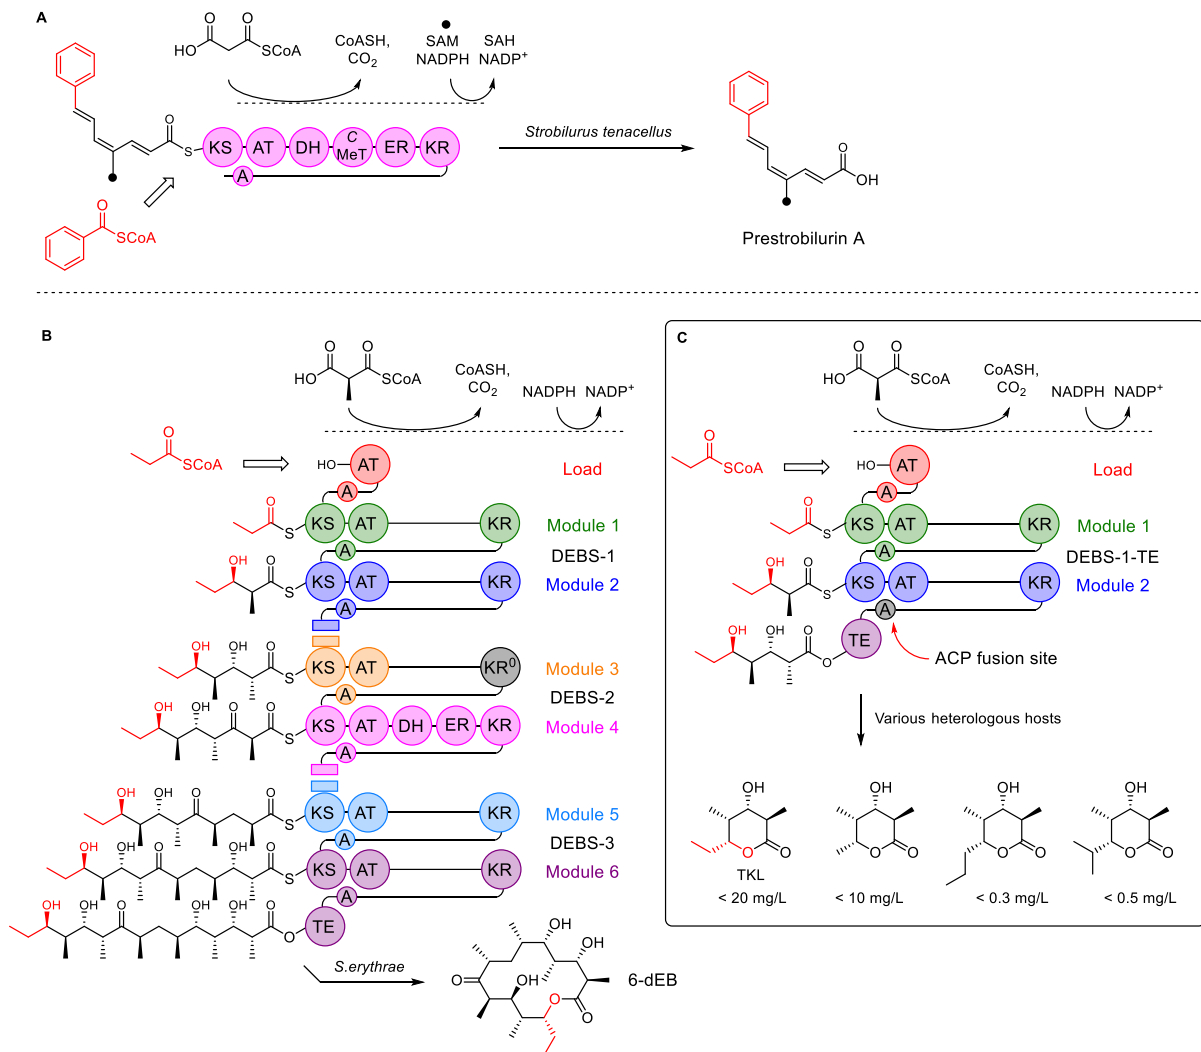 A
O O
HO SCoA
CoASH,
CO2
SAM SAH
NADPH NADP+
O
S KS AT DH C MeT ER KR
A
O
SCoA
Strobilurus tenacellus
O
OH
Prestrobilurin A
B
O O
HO SCoA
CoASH,
CO2
NADPH NADP+
O
SCoA
HO AT Load
A
O
S KS AT KR Module 1
A DEBS-1
OH O
S KS AT KR Module 2
A
OH OH O
S KS AT KR0 Module 3
A DEBS-2
OH OH O O
S KS AT DH ER KR Module 4
A
OH OH O O
S KS AT KR Module 5
A DEBS-3
OH OH O OH O
S KS AT KR Module 6
A
OH OH O OH OH O
O TE
S.erythrae
OH
OH
O OH
O
O
6-dEB
C
O O
HO SCoA
CoASH,
CO2
NADPH NADP+
O
SCoA
HO AT Load
A
O
S KS AT KR Module 1
A DEBS-1-TE
OH O
S KS AT KR Module 2
A
OH OH O
O TE
ACP fusion site
Various heterologous hosts
OH OH OH OH
O O O O O O O O
TKL
< 20 mg/L < 10 mg/L < 0.3 mg/L < 0.5 mg/L